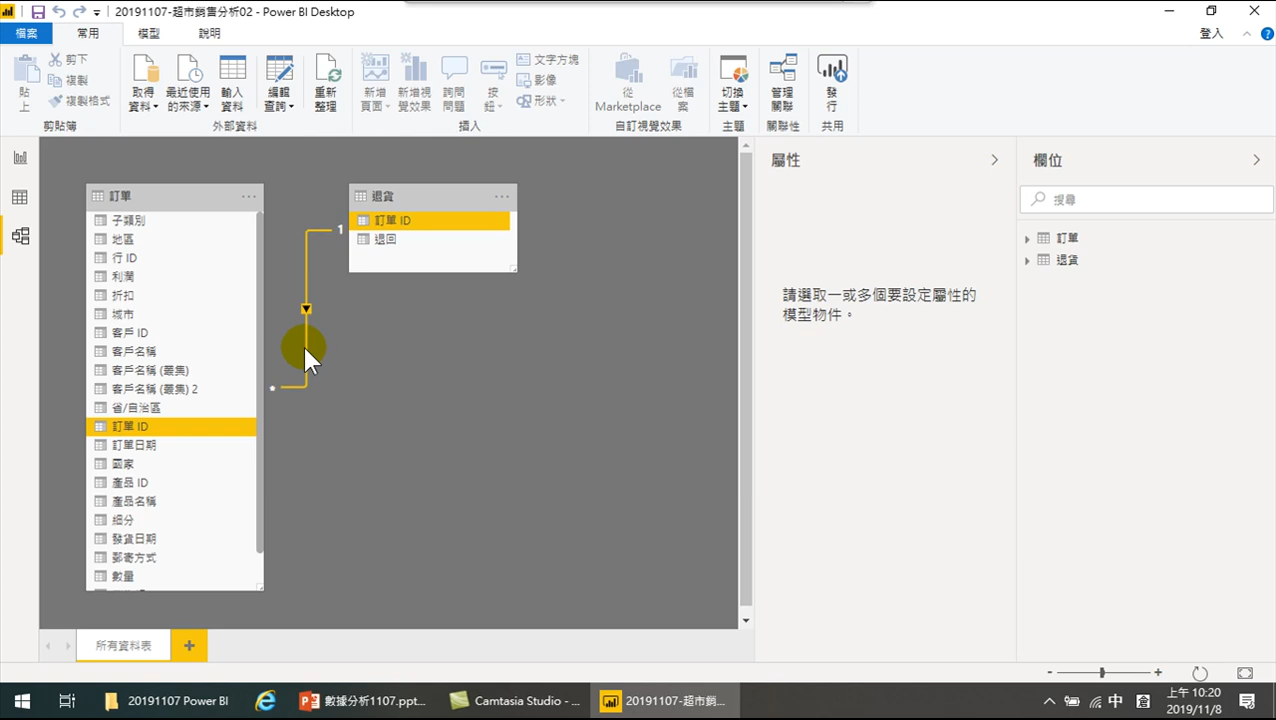 20191107-超市銷售分析02 - Power BI Desktop
檔案 常用 模型 說明 登入
貼上
剪下
複製
複製格式
剪貼簿
取得資料
最近使用的來源
輸入資料
編輯查詢
重新整理
外部資料
新增頁面
新增視覺效果
詢問問題
按鈕
文字方塊
影像
形狀
插入
從 Marketplace
從檔案
自訂視覺效果
切換主題
主題
管理關聯
關聯性
發行
共用
訂單
子類別
地區
行 ID
利潤
折扣
城市
客戶 ID
客戶名稱
客戶名稱 (叢集)
客戶名稱 (叢集) 2
省/自治區
訂單 ID
訂單日期
國家
產品 ID
產品名稱
細分
發貨日期
郵寄方式
數量
退貨
訂單 ID
退回
1
*
屬性
請選取一或多個要設定屬性的
模型物件。
欄位
搜尋
訂單
退貨
所有資料表
20191107 Power BI
數據分析1107.ppt...
Camtasia Studio - ...
20191107-超市銷...
中
上午 10:20
2019/11/8